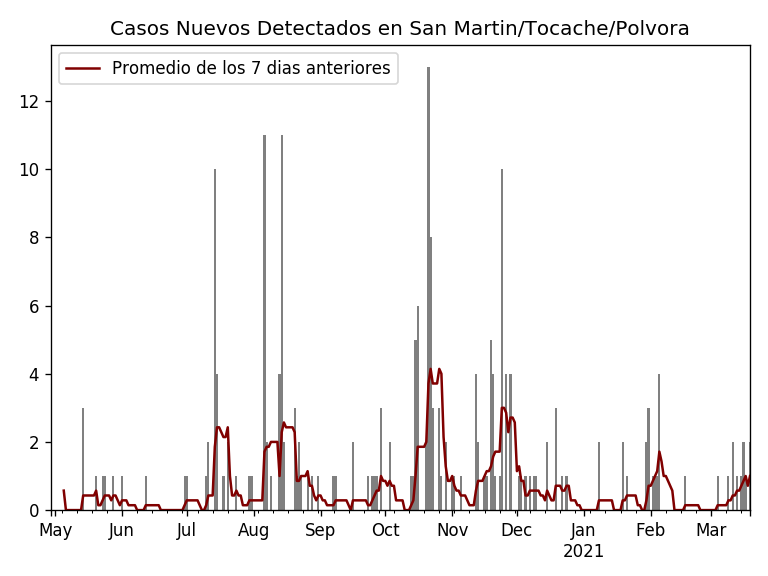 Casos Nuevos Detectados en San Martin/Tocache/Polvora
Promedio de los 7 dias anteriores
12
10
8
6
4
2
0
May Jun Jul Aug Sep Oct Nov Dec Jan Feb Mar
2021